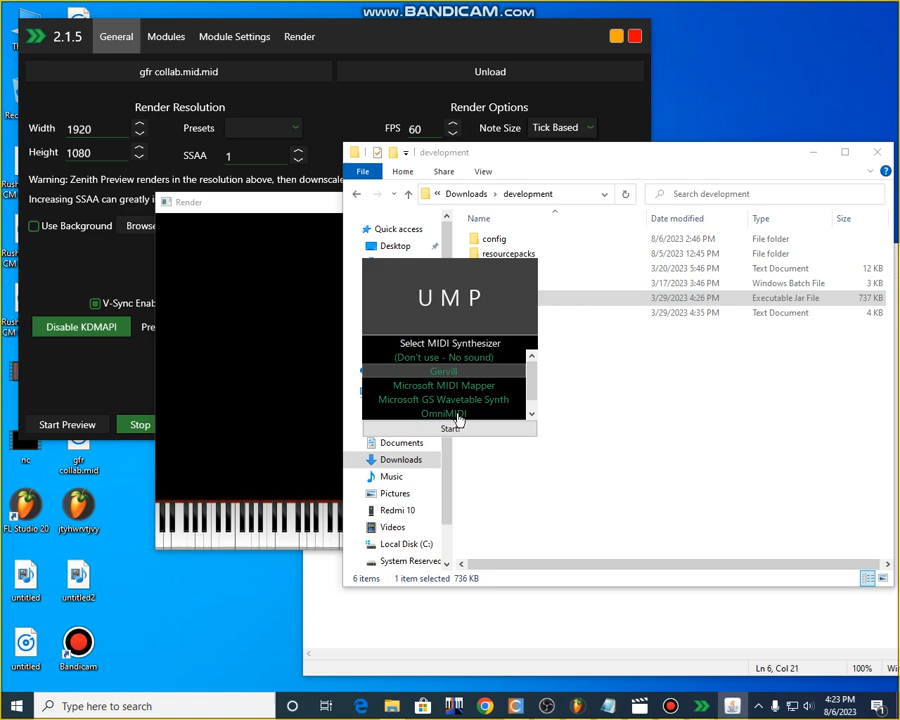 www.BANDICAM.com
2.1.5 General Modules Module Settings Render
gfr collab.mid.mid Unload
Render Resolution Render Options
Width 1920 Presets FPS 60 Note Size Tick Based
Height 1080 SSAA 1
Warning: Zenith Preview renders in the resolution above, then downscale
Increasing SSAA can greatly i
Use Background Browse
V-Sync Enab
Disable KDMAPI Pre
Start Preview Stop
Render
development
File Home Share View
« Downloads › development
Search development
Name Date modified Type Size
config 8/6/2023 2:46 PM File folder
resourcepacks 8/5/2023 12:45 PM File folder
3/20/2023 5:46 PM Text Document 12 KB
3/17/2023 3:46 PM Windows Batch File 3 KB
3/29/2023 4:26 PM Executable Jar File 737 KB
3/29/2023 4:35 PM Text Document 4 KB
Quick access
Desktop
UMP
Select MIDI Synthesizer
(Don't use - No sound)
Gervill
Microsoft MIDI Mapper
Microsoft GS Wavetable Synth
OmniMIDI
Start
Documents
Downloads
Music
Pictures
Redmi 10
Videos
Local Disk (C:)
System Reserved
6 items 1 item selected 736 KB
nc
gfr collab.mid
FL Studio 20
jtyhwrvtjvy
untitled
untitled2
untitled
Bandicam
Ln 6, Col 21 100% Wi
Type here to search
4:23 PM
8/6/2023